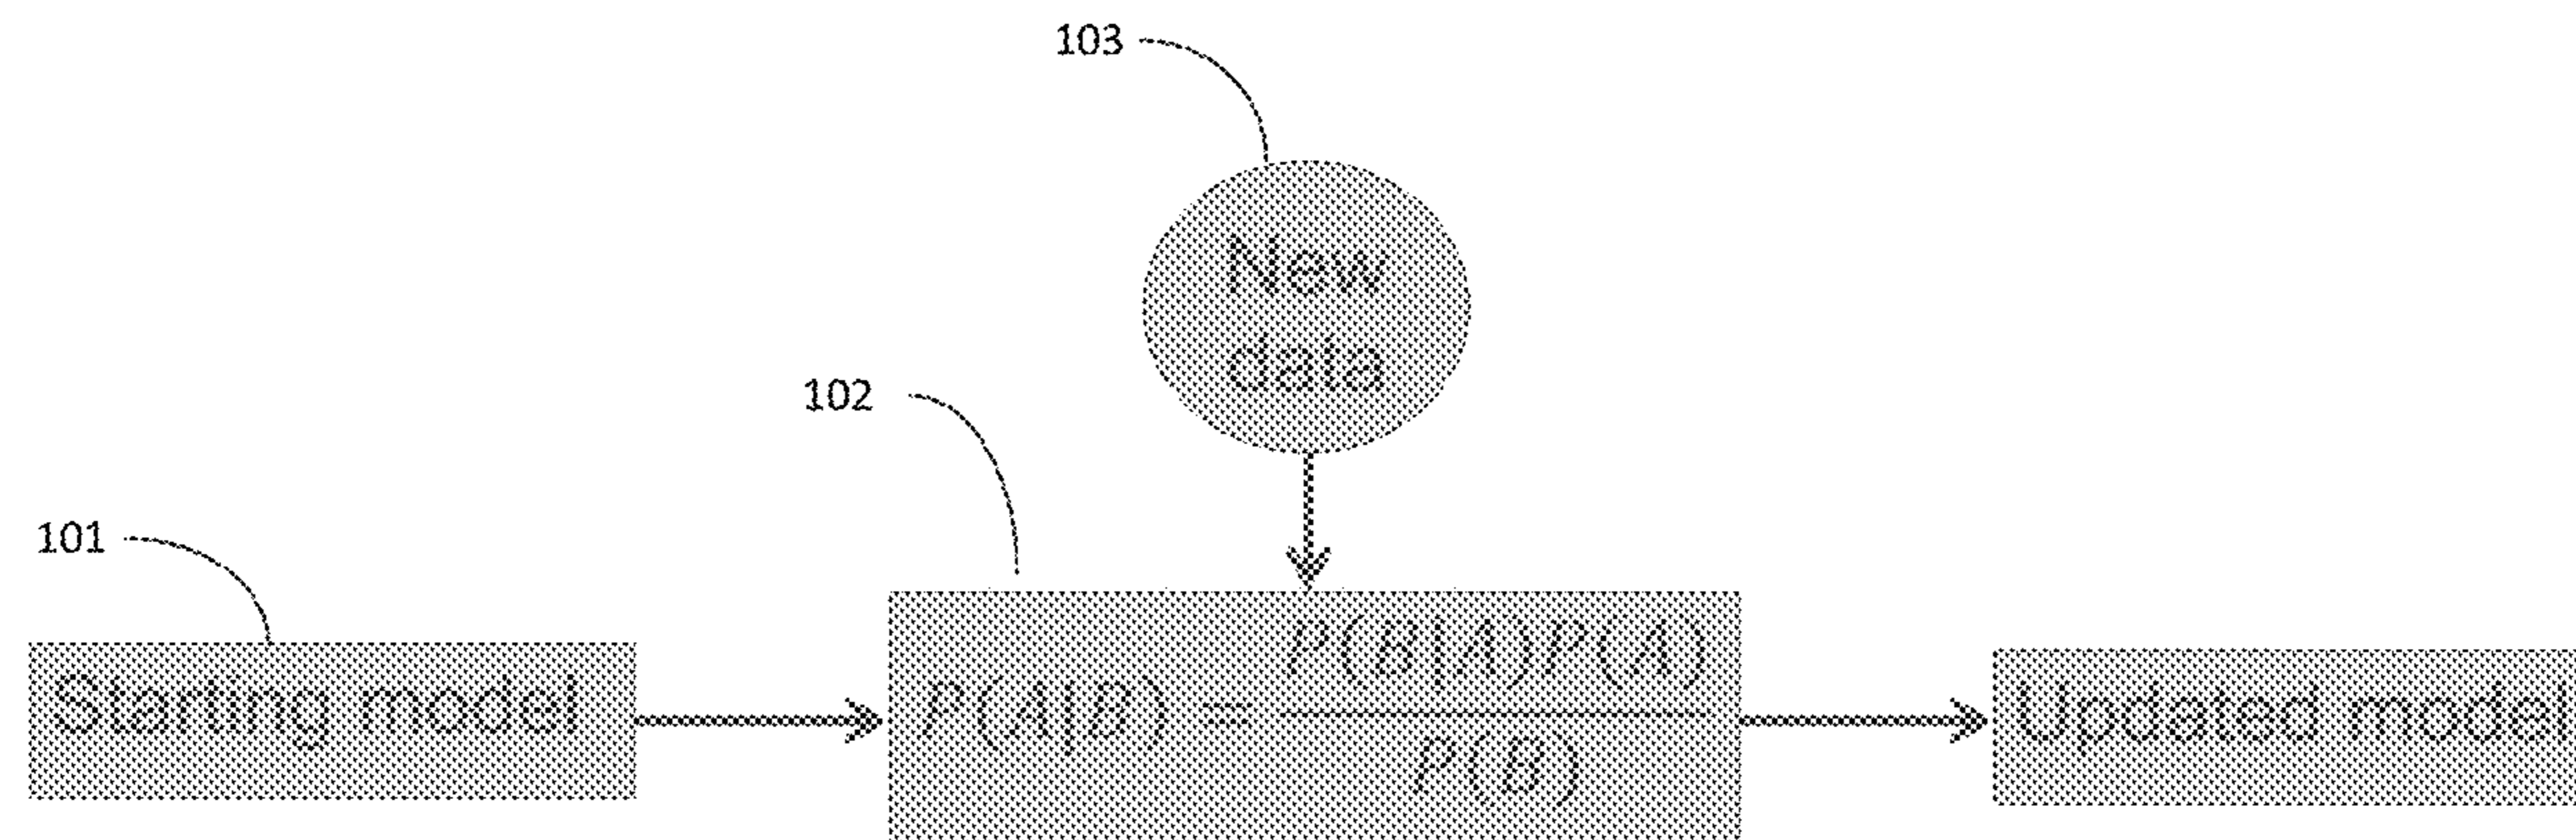 103
New
data
102
101
Starting model
P(A|B) = P(B|A)P(A) / P(B)
Updated model